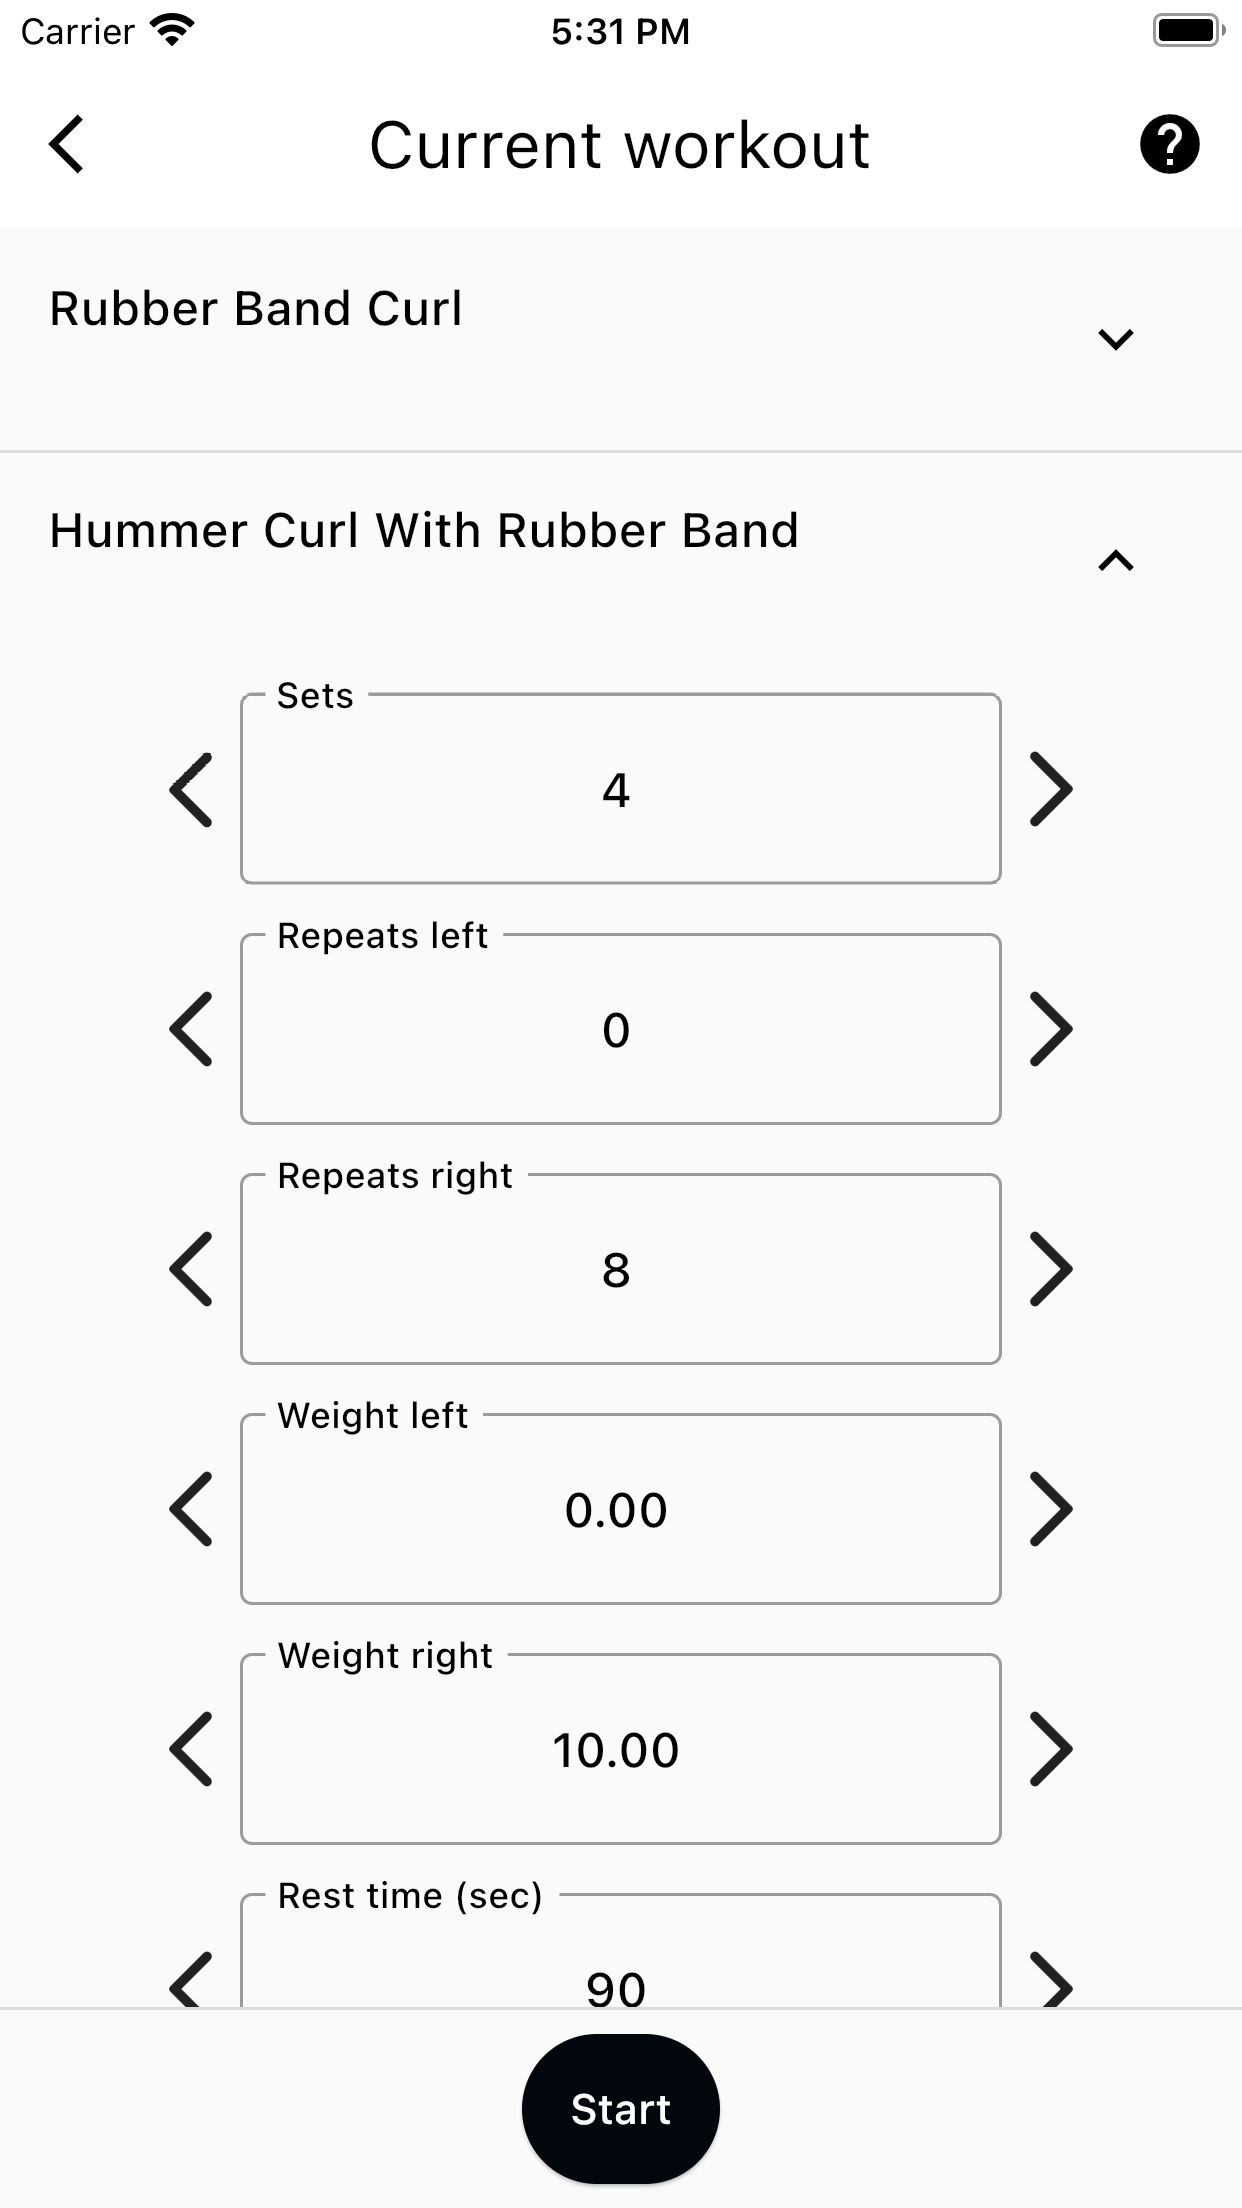 Carrier 5:31 PM
Current workout
Rubber Band Curl
Hummer Curl With Rubber Band
Sets
4
Repeats left
0
Repeats right
8
Weight left
0.00
Weight right
10.00
Rest time (sec)
90
Start